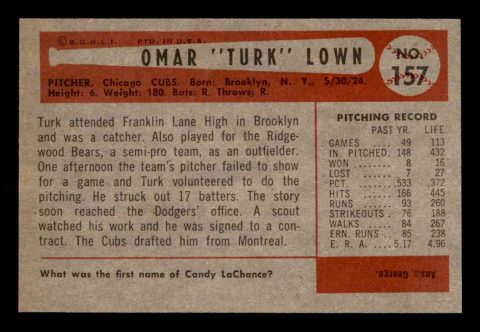 © B.G.H.L.I. PTD. IN U.S.A.
OMAR "TURK" LOWN
NO. 157
PITCHER, Chicago CUBS. Born: Brooklyn, N. Y., 5/30/24.
Height: 6. Weight: 180. Bats: R. Throws; R.
Turk attended Franklin Lane High in Brooklyn
and was a catcher. Also played for the Ridge-
wood Bears, a semi-pro team, as an outfielder.
One afternoon the team's pitcher failed to show
for a game and Turk volunteered to do the
pitching. He struck out 17 batters. The story
soon reached the Dodgers' office. A scout
watched his work and he was signed to a con-
tract. The Cubs drafted him from Montreal.
PITCHING RECORD
PAST YR. LIFE
GAMES 49 113
IN. PITCHED 148 432
WON 8 16
LOST 7 27
PCT. .533 .372
HITS 166 445
RUNS 93 260
STRIKEOUTS 76 188
WALKS 84 267
ERN. RUNS 85 238
E. R. A. 5.17 4.96
What was the first name of Candy LaChance?
Ans.: George.